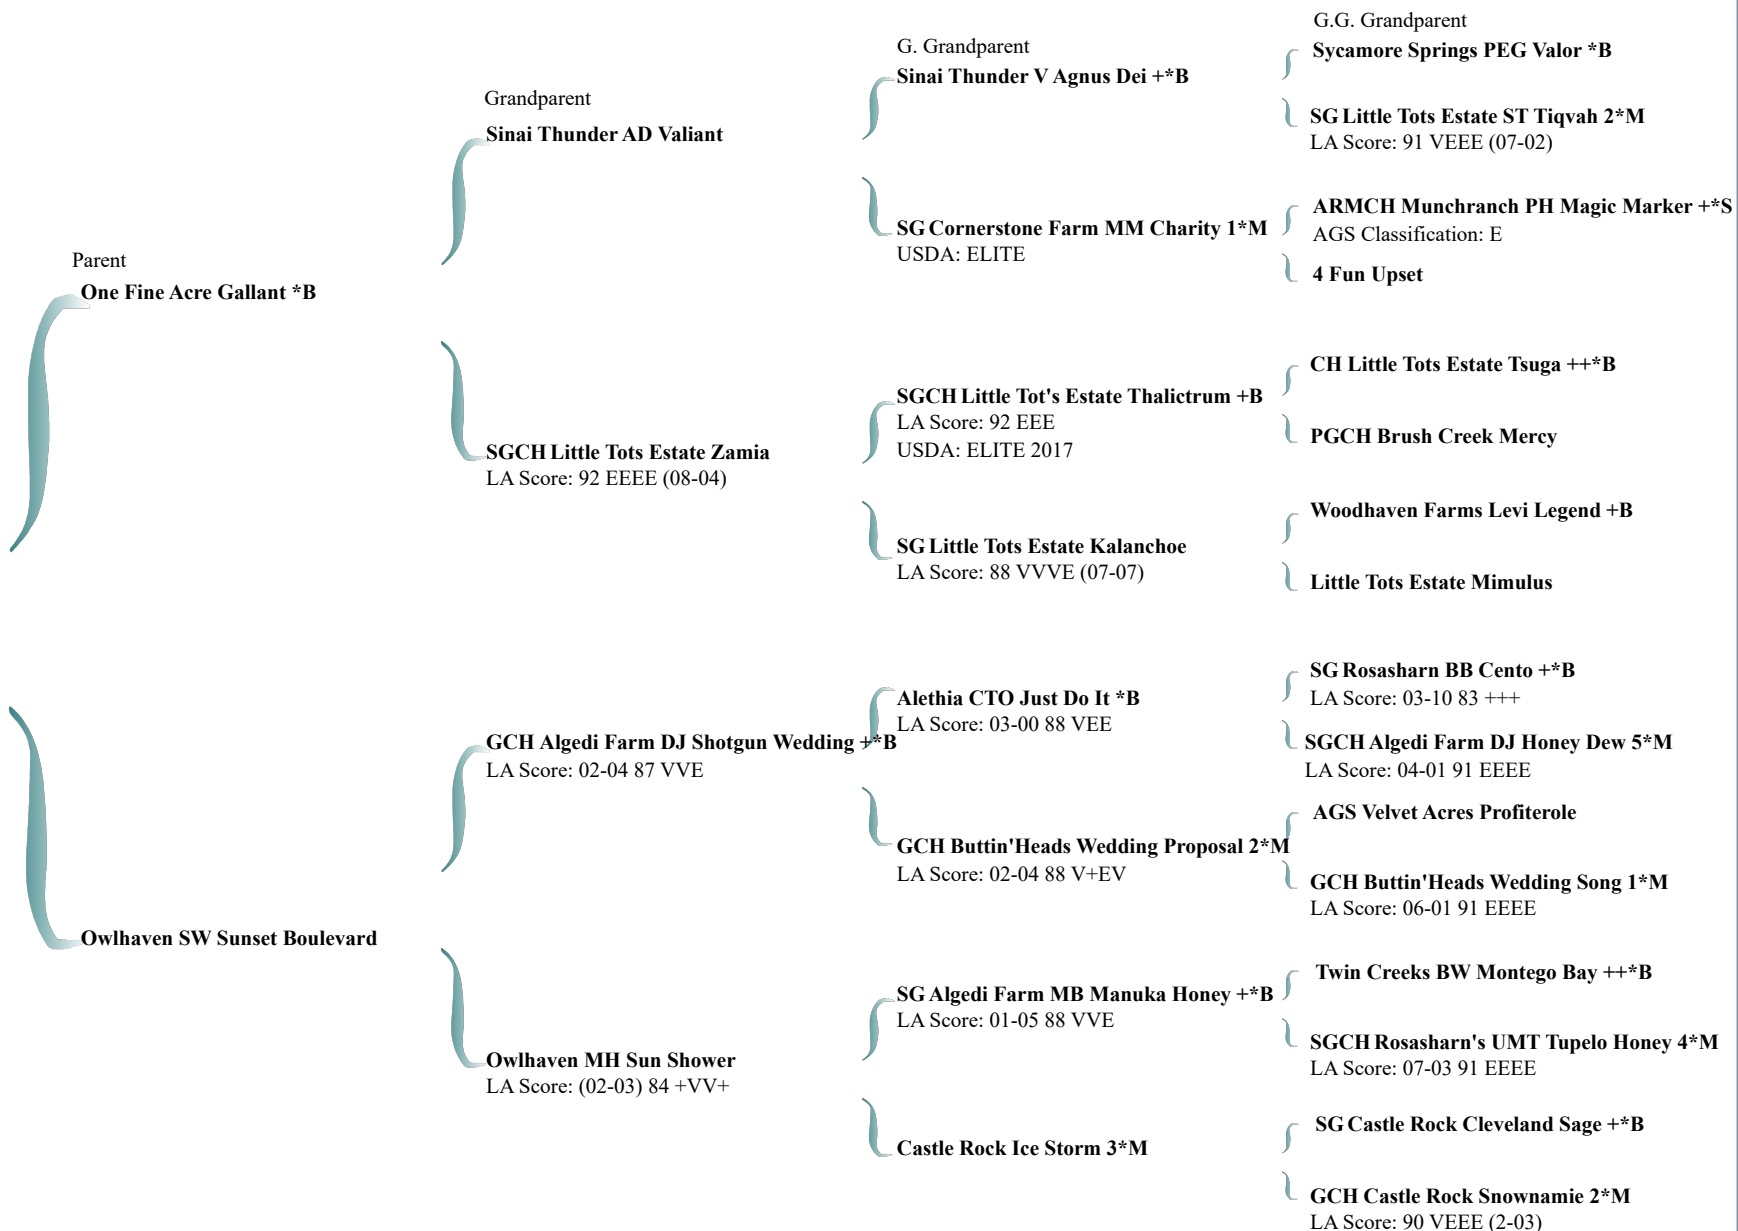 Parent
One Fine Acre Gallant *B
Owlhaven SW Sunset Boulevard
Grandparent
Sinai Thunder AD Valiant
SGCH Little Tots Estate Zamia
LA Score: 92 EEEE (08-04)
GCH Algedi Farm DJ Shotgun Wedding +*B
LA Score: 02-04 87 VVE
Owlhaven MH Sun Shower
LA Score: (02-03) 84 +VV+
G. Grandparent
Sinai Thunder V Agnus Dei +*B
SG Cornerstone Farm MM Charity 1*M
USDA: ELITE
SGCH Little Tot's Estate Thalictrum +B
LA Score: 92 EEE
USDA: ELITE 2017
SG Little Tots Estate Kalanchoe
LA Score: 88 VVVE (07-07)
Alethia CTO Just Do It *B
LA Score: 03-00 88 VEE
GCH Buttin'Heads Wedding Proposal 2*M
LA Score: 02-04 88 V+EV
SG Algedi Farm MB Manuka Honey +*B
LA Score: 01-05 88 VVE
Castle Rock Ice Storm 3*M
G.G. Grandparent
Sycamore Springs PEG Valor *B
SG Little Tots Estate ST Tiqvah 2*M
LA Score: 91 VEEE (07-02)
ARMCH Munchranch PH Magic Marker +*S
AGS Classification: E
4 Fun Upset
CH Little Tots Estate Tsuga ++*B
PGCH Brush Creek Mercy
Woodhaven Farms Levi Legend +B
Little Tots Estate Mimulus
SG Rosasharn BB Cento +*B
LA Score: 03-10 83 +++
SGCH Algedi Farm DJ Honey Dew 5*M
LA Score: 04-01 91 EEEE
AGS Velvet Acres Profiterole
GCH Buttin'Heads Wedding Song 1*M
LA Score: 06-01 91 EEEE
Twin Creeks BW Montego Bay ++*B
SGCH Rosasharn's UMT Tupelo Honey 4*M
LA Score: 07-03 91 EEEE
SG Castle Rock Cleveland Sage +*B
GCH Castle Rock Snownamie 2*M
LA Score: 90 VEEE (2-03)